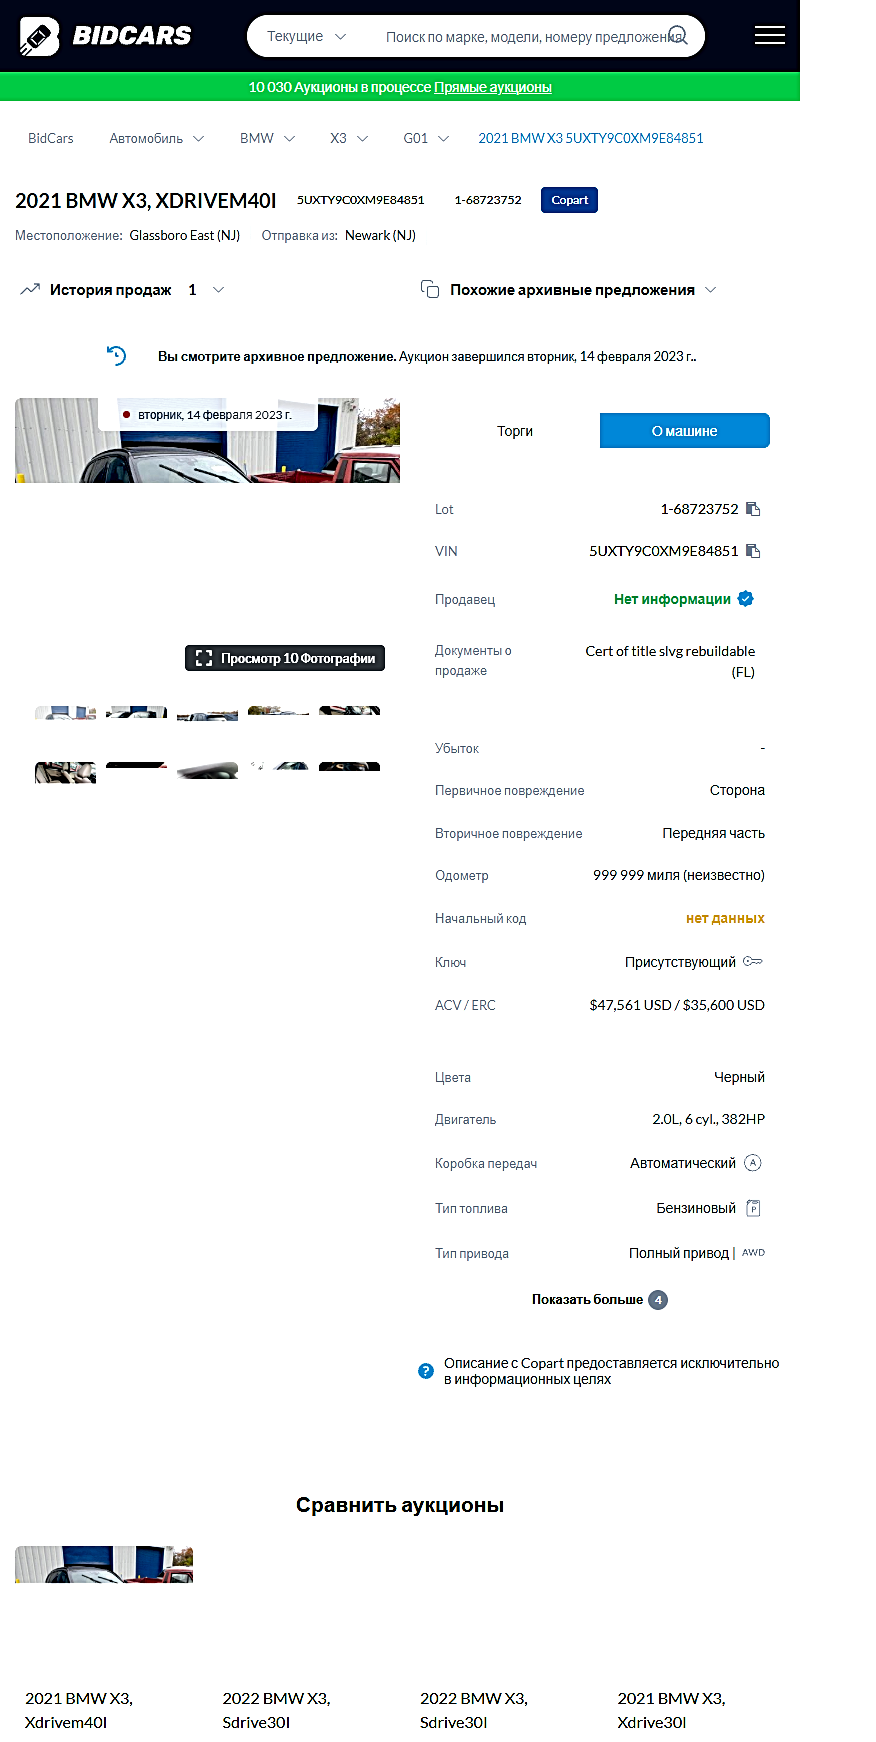 BIDCARS
Текущие
Поиск по марке, модели, номеру предложения
10 030 Аукционы в процессе Прямые аукционы
BidCars Автомобиль BMW X3 G01 2021 BMW X3 5UXTY9C0XM9E84851
2021 BMW X3, XDRIVEM40I 5UXTY9C0XM9E84851 1-68723752 Copart
Местоположение: Glassboro East (NJ) Отправка из: Newark (NJ)
История продаж 1
Похожие архивные предложения
Вы смотрите архивное предложение. Аукцион завершился вторник, 14 февраля 2023 г..
вторник, 14 февраля 2023 г.
Просмотр 10 Фотографии
Торги О машине
Lot 1-68723752
VIN 5UXTY9C0XM9E84851
Продавец Нет информации
Документы о продаже
Cert of title slvg rebuildable
(FL)
Убыток -
Первичное повреждение Сторона
Вторичное повреждение Передняя часть
Одометр 999 999 миля (неизвестно)
Начальный код нет данных
Ключ Присутствующий
ACV / ERC $47,561 USD / $35,600 USD
Цвета Черный
Двигатель 2.0L, 6 cyl., 382HP
Коробка передач Автоматический A
Тип топлива Бензиновый P
Тип привода Полный привод | AWD
Показать больше 4
? Описание с Copart предоставляется исключительно
в информационных целях
Сравнить аукционы
2021 BMW X3,
Xdrivem40I
2022 BMW X3,
Sdrive30I
2022 BMW X3,
Sdrive30I
2021 BMW X3,
Xdrive30I